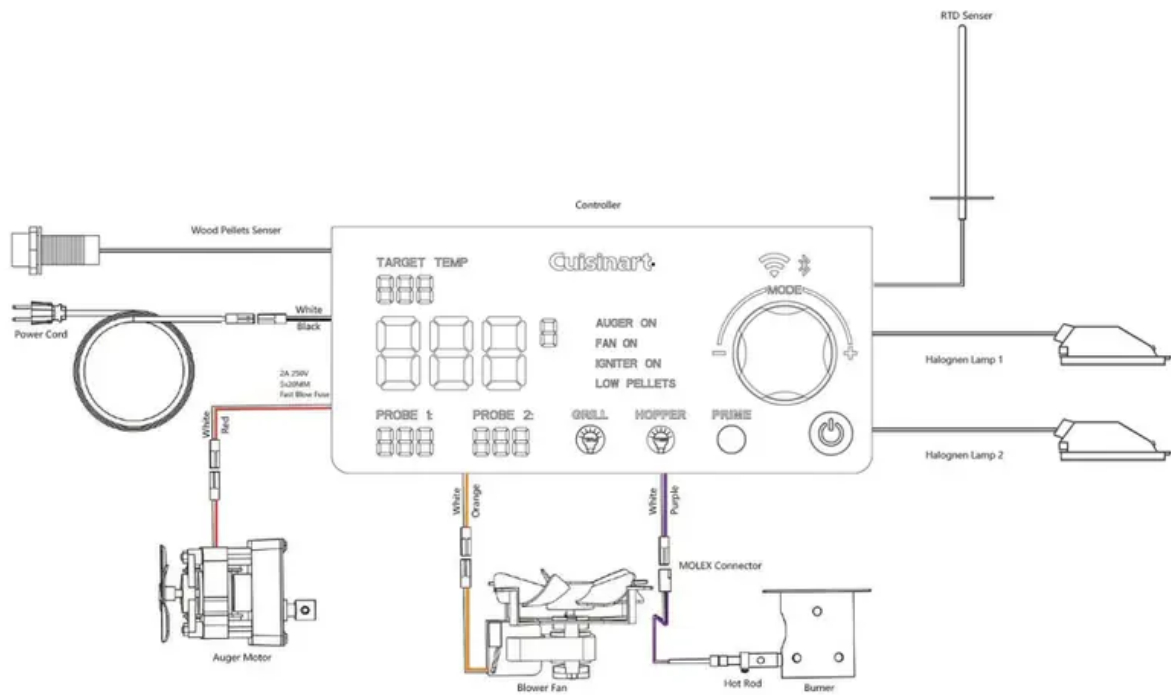 RTD Senser
Controller
Wood Pellets Senser
TARGET TEMP
Cuisinart
MODE
White
Black
Power Cord
AUGER ON
FAN ON
IGNITER ON
LOW PELLETS
- +
Halognen Lamp 1
2A 250V
5x20MM
Fast Blow Fuse
White
Red
PROBE 1:
PROBE 2:
GRILL
HOPPER
PRIME
Halognen Lamp 2
White
Orange
White
Purple
MOLEX Connector
Auger Motor
Blower Fan
Hot Rod
Burner